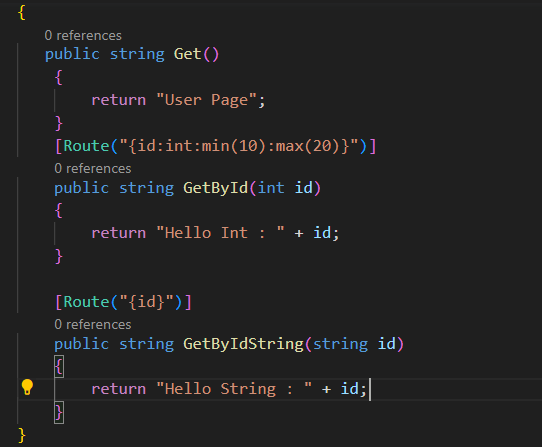 {
0 references
public string Get()
{
return "User Page";
}
[Route("{id:int:min(10):max(20)}")]
0 references
public string GetById(int id)
{
return "Hello Int : " + id;
}
[Route("{id}")]
0 references
public string GetByIdString(string id)
{
return "Hello String : " + id;
}
}